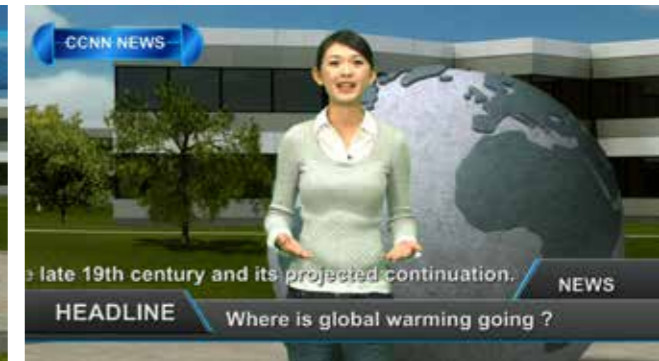 CCNN NEWS
late 19th century and its projected continuation.
NEWS
HEADLINE
Where is global warming going ?